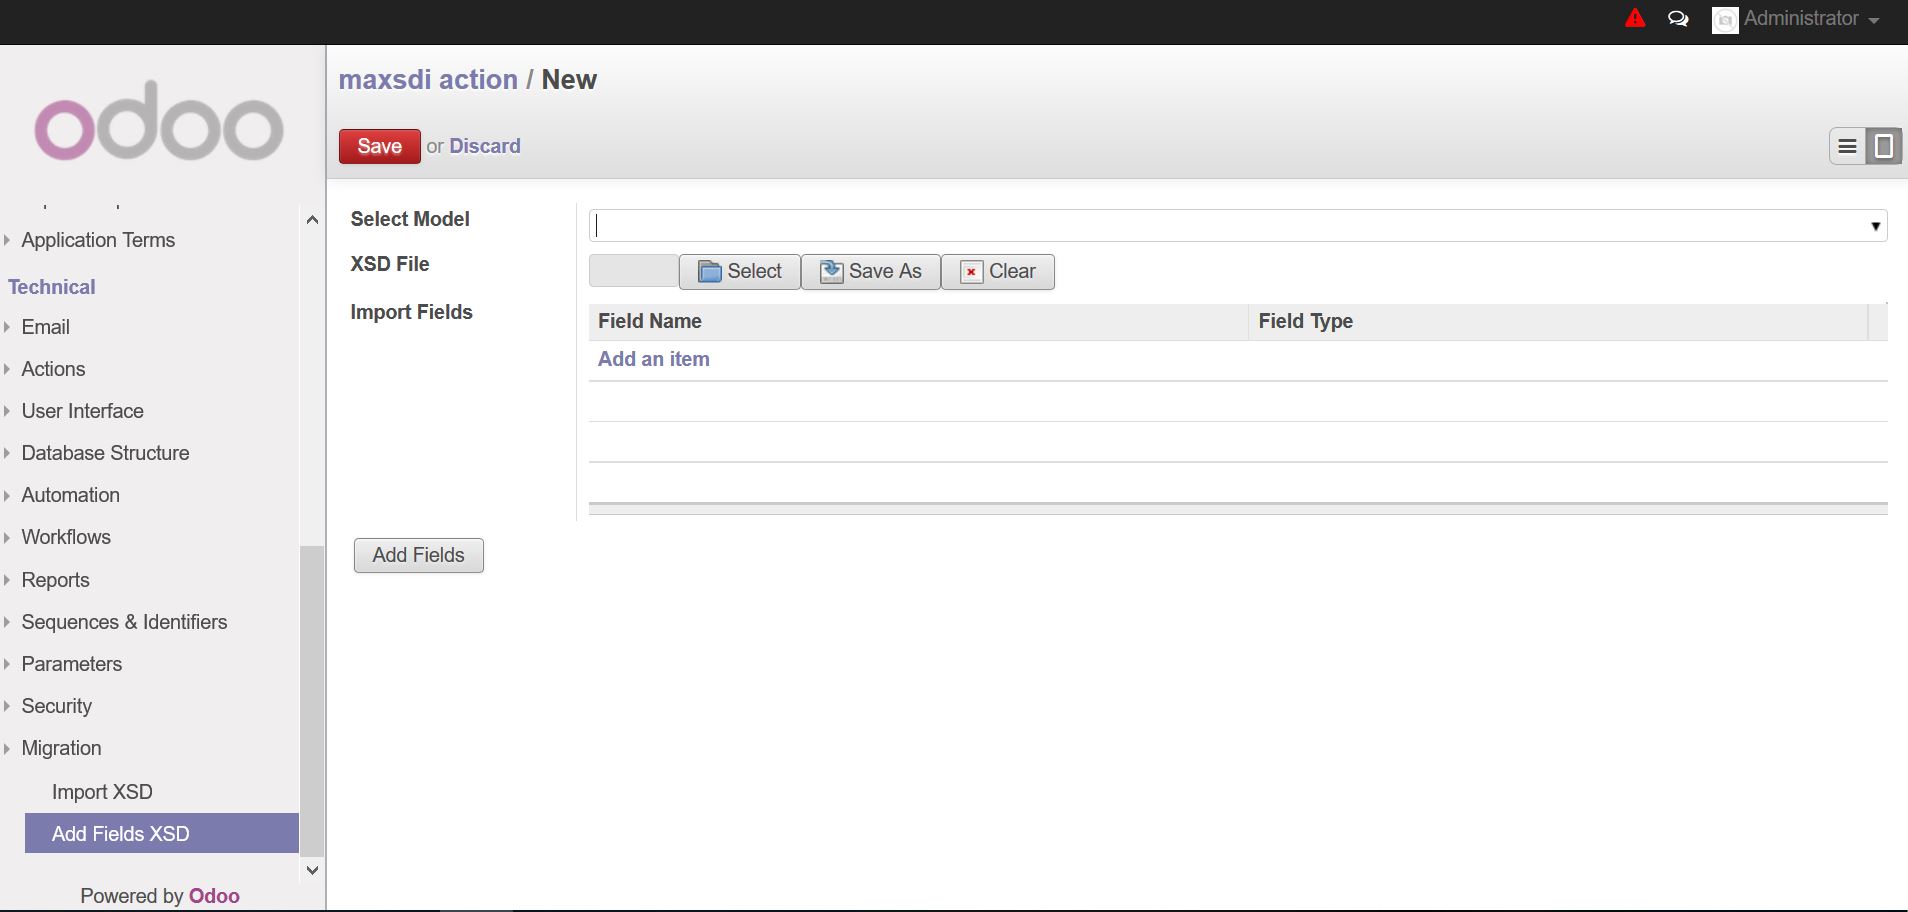 Administrator
odoo
maxsdi action / New
Save or Discard
Application Terms
Technical
Email
Actions
User Interface
Database Structure
Automation
Workflows
Reports
Sequences & Identifiers
Parameters
Security
Migration
Import XSD
Add Fields XSD
Powered by Odoo
Select Model
XSD File
Select Save As Clear
Import Fields
Field Name Field Type
Add an item
Add Fields